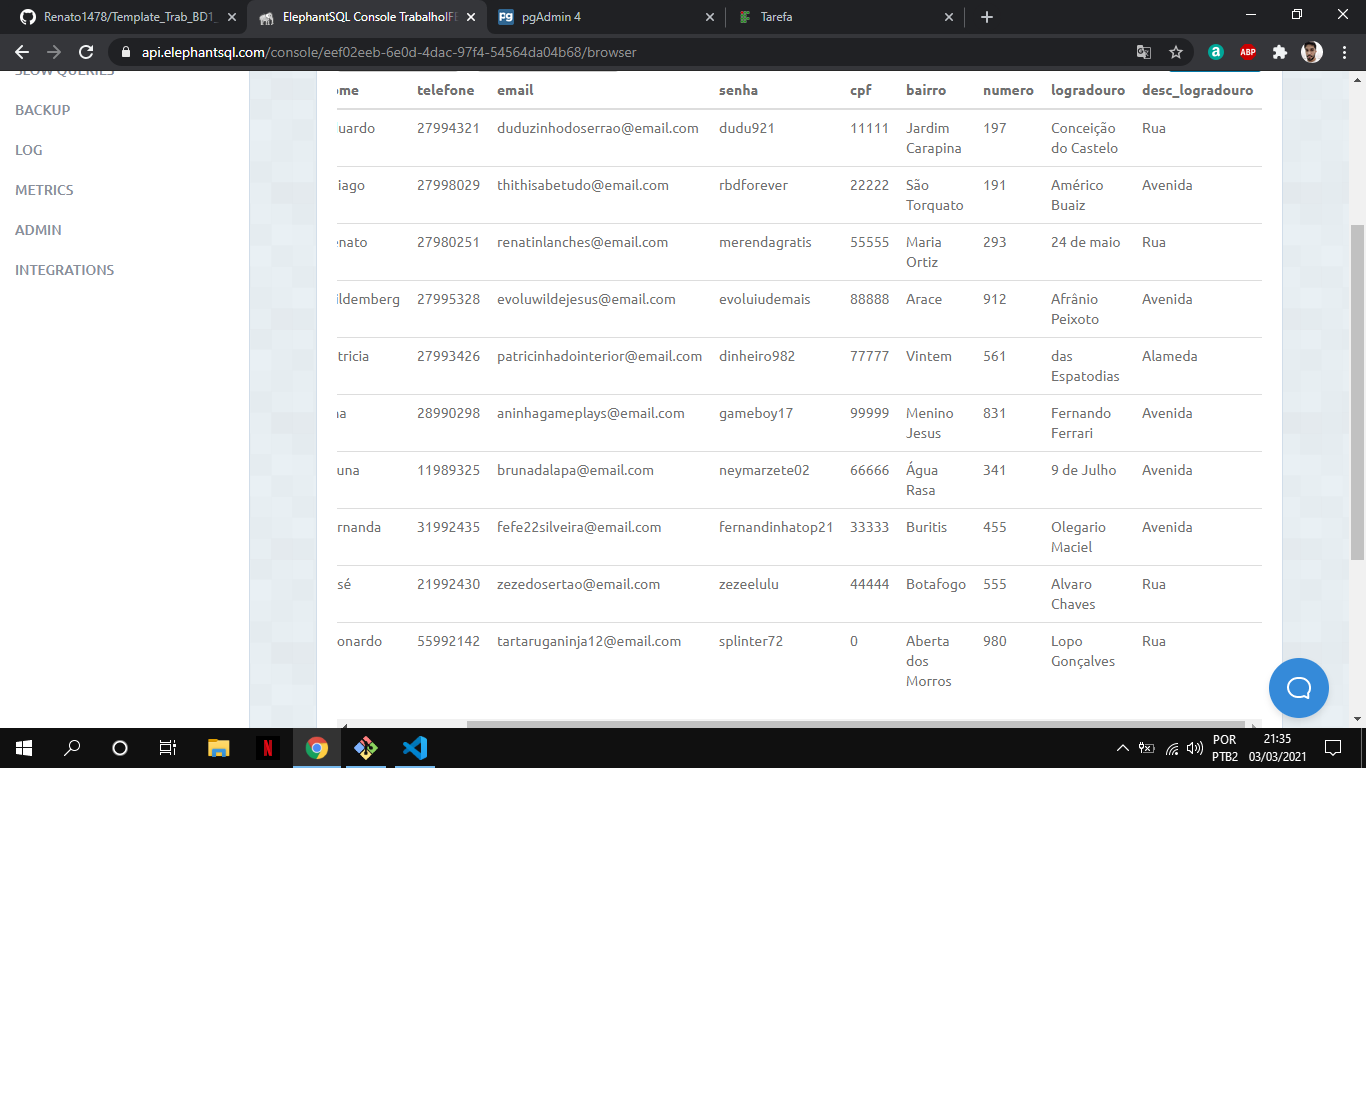 Renato1478/Template_Trab_BD1_
ElephantSQL Console TrabalhoIFE
pgAdmin 4
Tarefa
api.elephantsql.com/console/eef02eeb-6e0d-4dac-97f4-54564da04b68/browser
SLOW QUERIES
BACKUP
LOG
METRICS
ADMIN
INTEGRATIONS
ome telefone email senha cpf bairro numero logradouro desc_logradouro
uardo 27994321 duduzinhodoserrao@email.com dudu921 11111 Jardim Carapina 197 Conceição do Castelo Rua
iago 27998029 thithisabetudo@email.com rbdforever 22222 São Torquato 191 Américo Buaiz Avenida
enato 27980251 renatinlanches@email.com merendagratis 55555 Maria Ortiz 293 24 de maio Rua
ildemberg 27995328 evoluwildejesus@email.com evoluiudemais 88888 Arace 912 Afrânio Peixoto Avenida
tricia 27993426 patricinhadointerior@email.com dinheiro982 77777 Vintem 561 das Espatodias Alameda
na 28990298 aninhagameplays@email.com gameboy17 99999 Menino Jesus 831 Fernando Ferrari Avenida
una 11989325 brunadalapa@email.com neymarzete02 66666 Água Rasa 341 9 de Julho Avenida
rnanda 31992435 fefe22silveira@email.com fernandinhatop21 33333 Buritis 455 Olegario Maciel Avenida
sé 21992430 zezedosertao@email.com zezeelulu 44444 Botafogo 555 Alvaro Chaves Rua
onardo 55992142 tartaruganinja12@email.com splinter72 0 Aberta dos Morros 980 Lopo Gonçalves Rua
POR
PTB2
21:35
03/03/2021